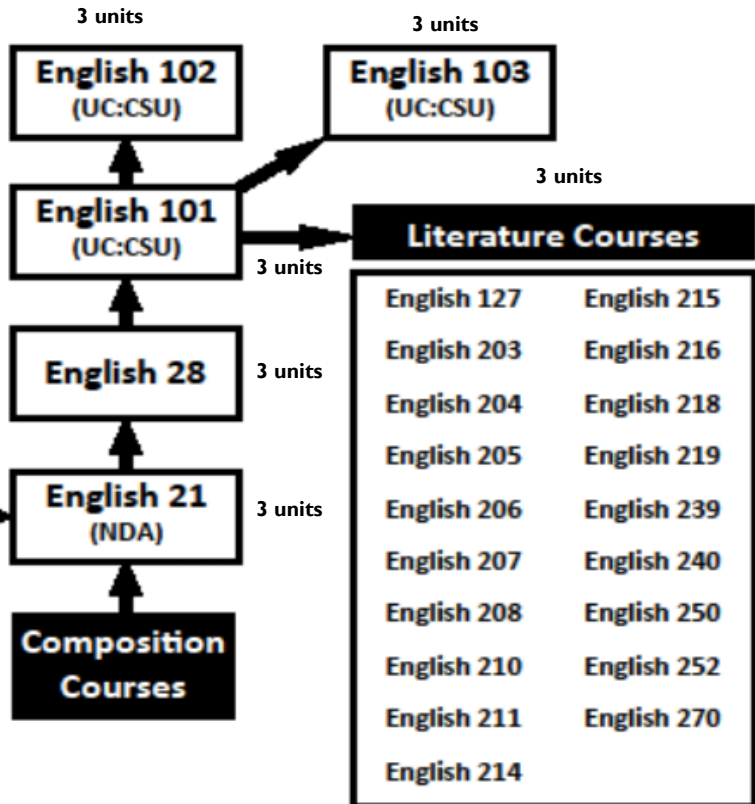 3 units
3 units
English 102
(UC:CSU)
English 103
(UC:CSU)
3 units
English 101
(UC:CSU)
Literature Courses
3 units
English 127 English 215
English 203 English 216
English 28
3 units
English 204 English 218
English 205 English 219
English 21
(NDA)
3 units
English 206 English 239
English 207 English 240
English 208 English 250
Composition
Courses
English 210 English 252
English 211 English 270
English 214